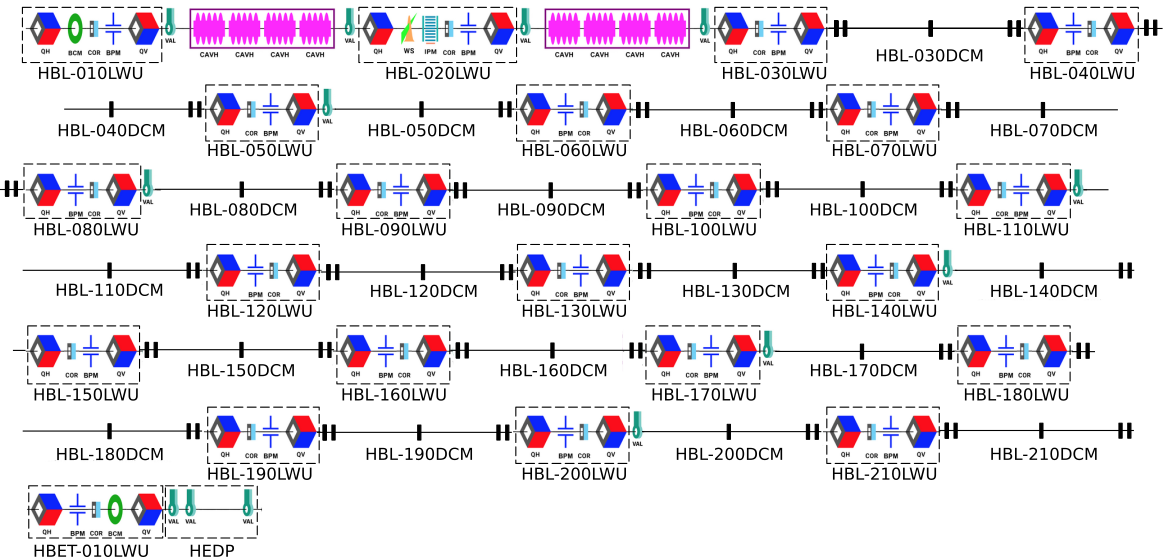 QH BCM COR BPM QV VAL CAVH CAVH CAVH CAVH VAL QH WS IPM COR BPM QV VAL CAVH CAVH CAVH CAVH VAL QH COR BPM QV QH COR BPM QV
HBL-010LWU HBL-020LWU HBL-030LWU HBL-030DCM HBL-040LWU
QH COR BPM QV VAL QH BPM COR QV QH COR BPM QV
HBL-040DCM HBL-050LWU HBL-050DCM HBL-060LWU HBL-060DCM HBL-070LWU HBL-070DCM
QH BPM COR QV VAL QH COR BPM QV QH BPM COR QV QH COR BPM QV VAL
HBL-080LWU HBL-080DCM HBL-090LWU HBL-090DCM HBL-100LWU HBL-100DCM HBL-110LWU
QH BPM COR QV QH COR BPM QV QH BPM COR QV VAL
HBL-110DCM HBL-120LWU HBL-120DCM HBL-130LWU HBL-130DCM HBL-140LWU HBL-140DCM
QH COR BPM QV QH BPM COR QV QH COR BPM QV VAL QH BPM COR QV
HBL-150LWU HBL-150DCM HBL-160LWU HBL-160DCM HBL-170LWU HBL-170DCM HBL-180LWU
QH COR BPM QV QH BPM COR QV VAL QH COR BPM QV
HBL-180DCM HBL-190LWU HBL-190DCM HBL-200LWU HBL-200DCM HBL-210LWU HBL-210DCM
QH BPM COR BCM QV VAL VAL VAL
HBET-010LWU HEDP